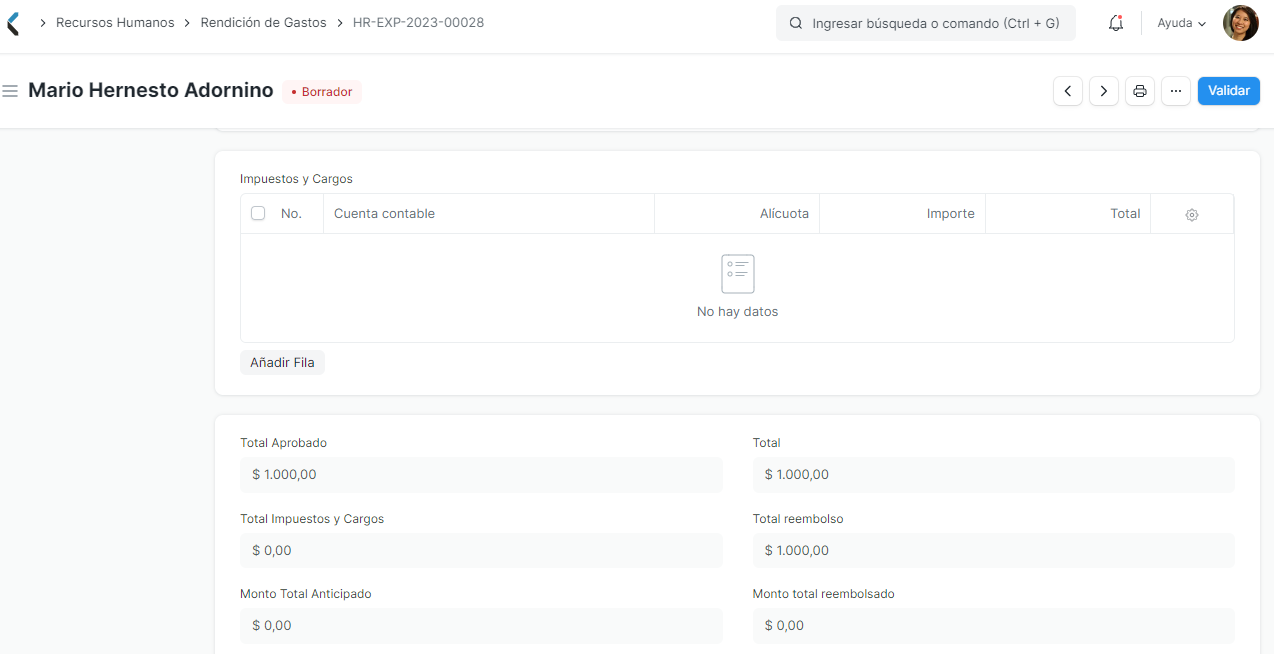 Recursos Humanos > Rendición de Gastos > HR-EXP-2023-00028
Ingresar búsqueda o comando (Ctrl + G)
Ayuda
Mario Hernesto Adornino
• Borrador
Validar
Impuestos y Cargos
No. Cuenta contable Alícuota Importe Total
No hay datos
Añadir Fila
Total Aprobado Total
$ 1.000,00 $ 1.000,00
Total Impuestos y Cargos Total reembolso
$ 0,00 $ 1.000,00
Monto Total Anticipado Monto total reembolsado
$ 0,00 $ 0,00